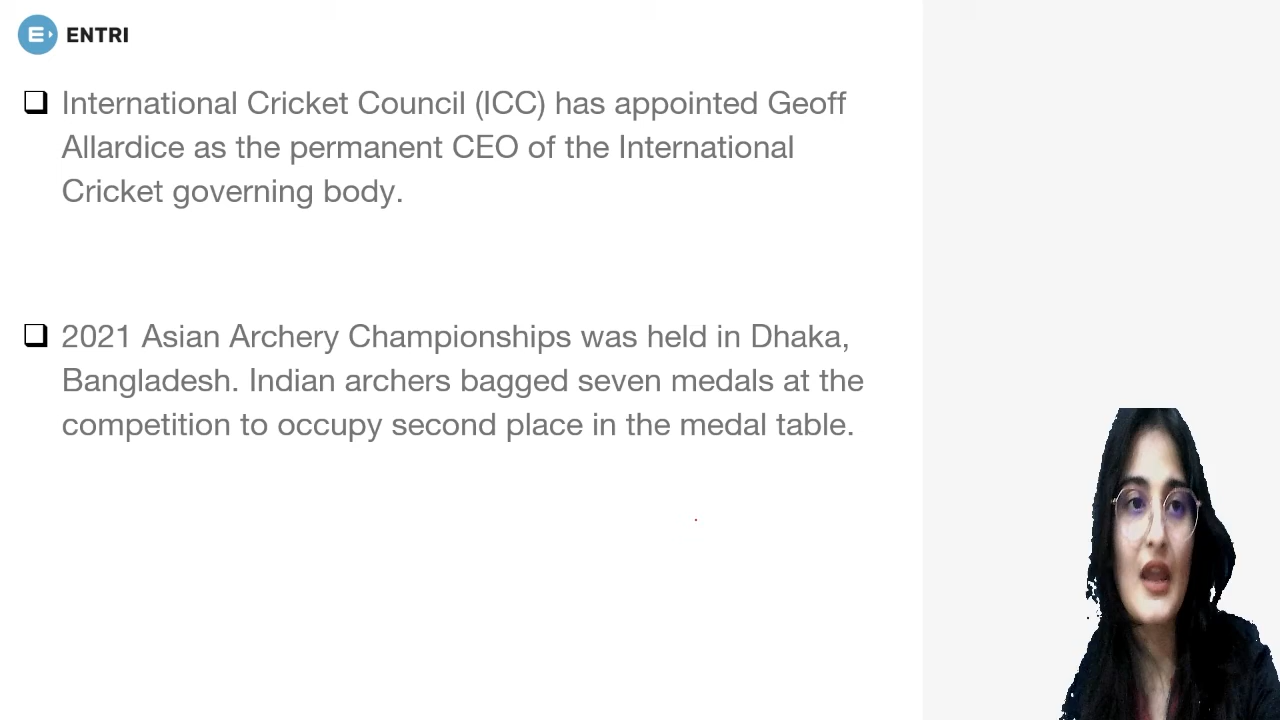 ENTRI
International Cricket Council (ICC) has appointed Geoff
Allardice as the permanent CEO of the International
Cricket governing body.
2021 Asian Archery Championships was held in Dhaka,
Bangladesh. Indian archers bagged seven medals at the
competition to occupy second place in the medal table.